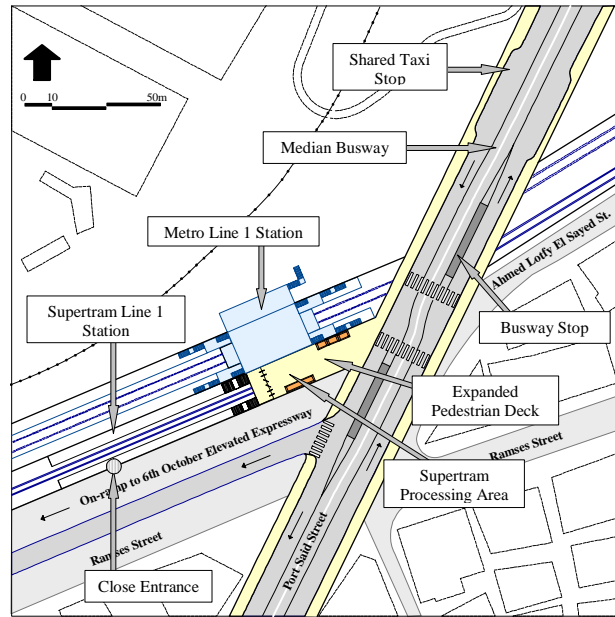 Shared Taxi
Stop
0 10 50m
Median Busway
Metro Line 1 Station
Ahmed Lotfy El Sayed St.
Supertram Line 1
Station
Busway Stop
Expanded
Pedestrian Deck
On-ramp to 6th October Elevated Expressway
Ramses Street
Supertram
Processing Area
Ramses Street
Port Said Street
Close Entrance